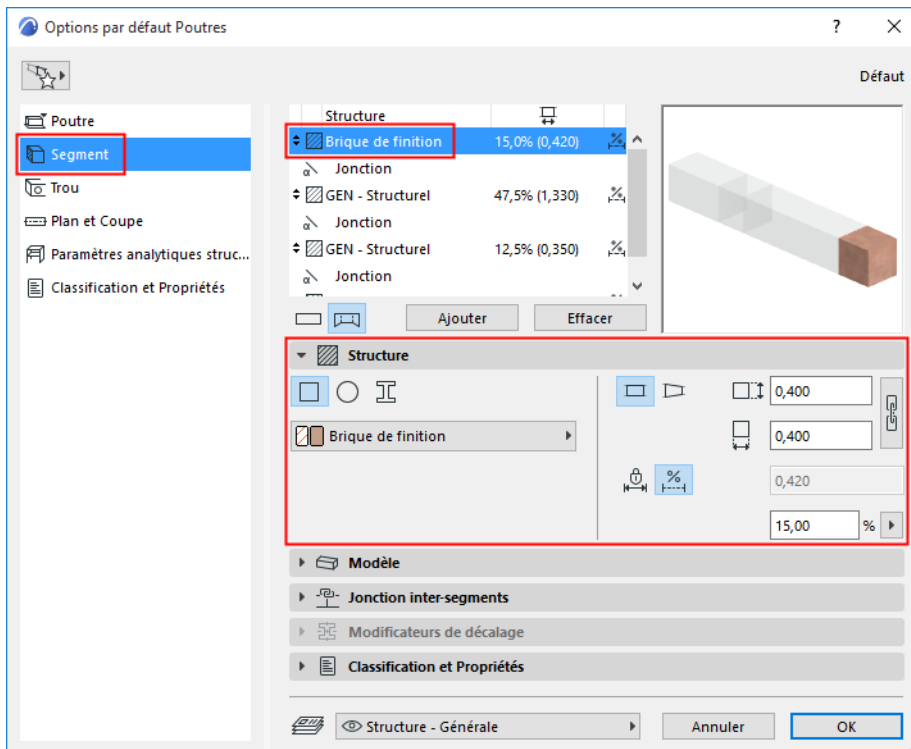 Options par défaut Poutres
?
Défaut
Poutre
Segment
Trou
Plan et Coupe
Paramètres analytiques struc...
Classification et Propriétés
Structure
Brique de finition 15,0% (0,420)
Jonction
GEN - Structurel 47,5% (1,330)
Jonction
GEN - Structurel 12,5% (0,350)
Jonction
Ajouter Effacer
Structure
0,400
Brique de finition
0,400
0,420
15,00 %
Modèle
Jonction inter-segments
Modificateurs de décalage
Classification et Propriétés
Structure - Générale
Annuler OK